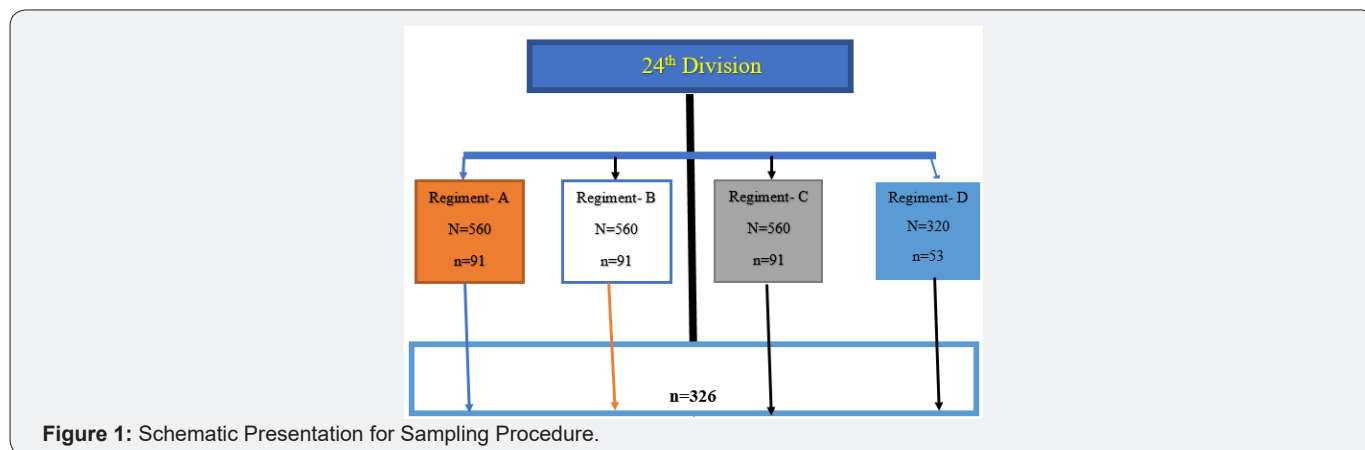 24th Division
Regiment- A
N=560
n=91
Regiment- B
N=560
n=91
Regiment- C
N=560
n=91
Regiment- D
N=320
n=53
n=326
Figure 1: Schematic Presentation for Sampling Procedure.